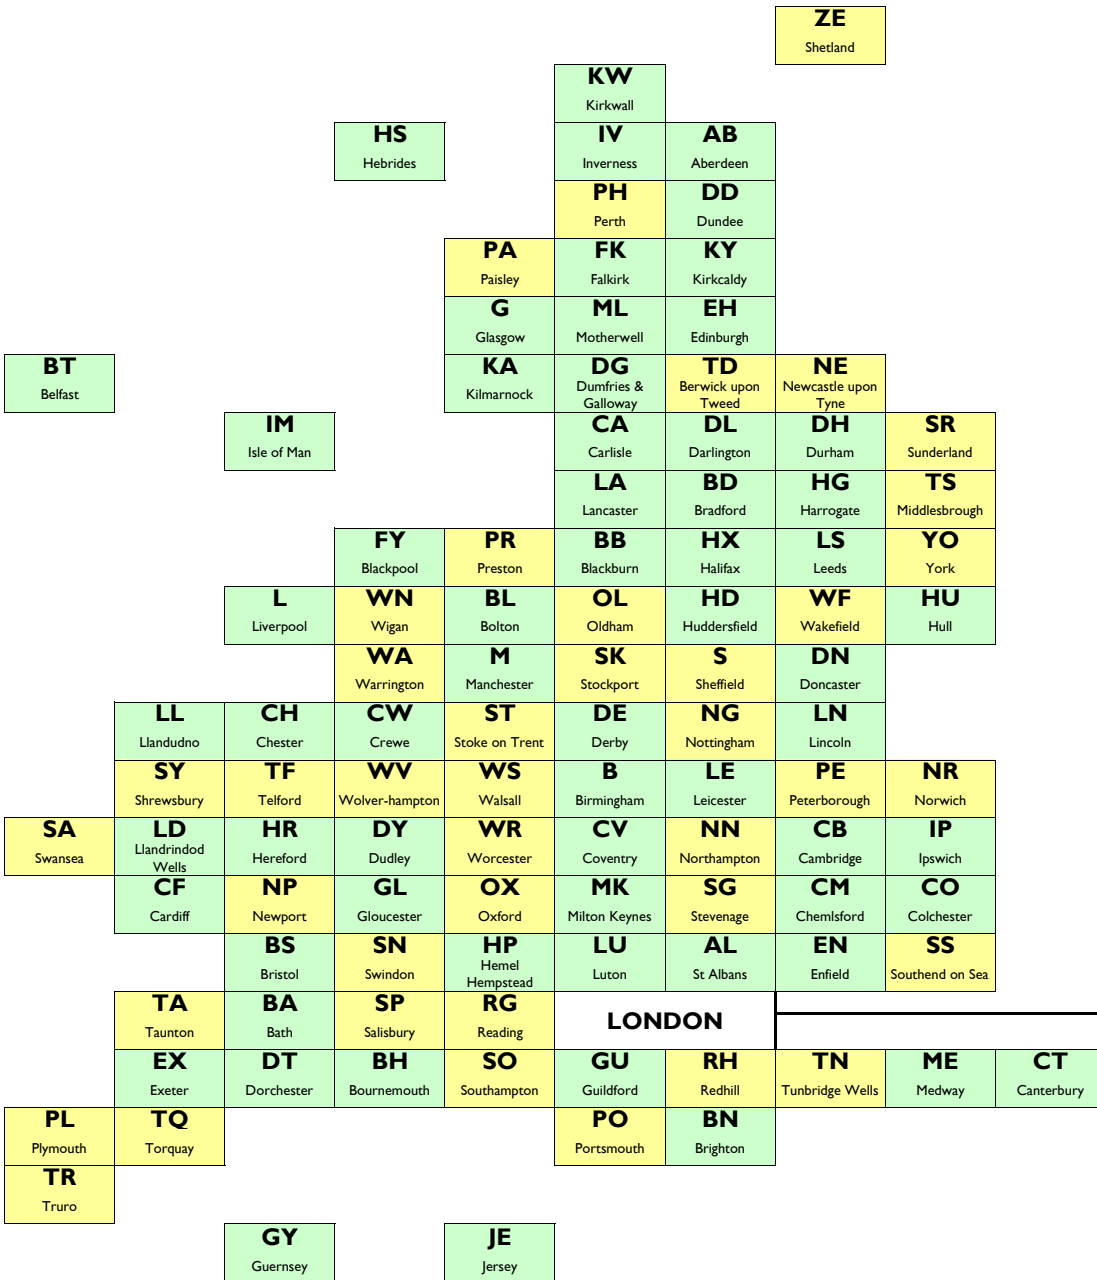 ZE
Shetland
KW
Kirkwall
HS IV AB
Hebrides Inverness Aberdeen
PH DD
Perth Dundee
PA FK KY
Paisley Falkirk Kirkcaldy
G ML EH
Glasgow Motherwell Edinburgh
BT KA DG TD NE
Belfast Kilmarnock Dumfries & Galloway Berwick upon Tweed Newcastle upon Tyne
IM CA DL DH SR
Isle of Man Carlisle Darlington Durham Sunderland
LA BD HG TS
Lancaster Bradford Harrogate Middlesbrough
FY PR BB HX LS YO
Blackpool Preston Blackburn Halifax Leeds York
L WN BL OL HD WF HU
Liverpool Wigan Bolton Oldham Huddersfield Wakefield Hull
WA M SK S DN
Warrington Manchester Stockport Sheffield Doncaster
LL CH CW ST DE NG LN
Llandudno Chester Crewe Stoke on Trent Derby Nottingham Lincoln
SY TF WV WS B LE PE NR
Shrewsbury Telford Wolver-hampton Walsall Birmingham Leicester Peterborough Norwich
SA LD HR DY WR CV NN CB IP
Swansea Llandrindod Wells Hereford Dudley Worcester Coventry Northampton Cambridge Ipswich
CF NP GL OX MK SG CM CO
Cardiff Newport Gloucester Oxford Milton Keynes Stevenage Chemlsford Colchester
BS SN HP LU AL EN SS
Bristol Swindon Hemel Hempstead Luton St Albans Enfield Southend on Sea
TA BA SP RG LONDON
Taunton Bath Salisbury Reading
EX DT BH SO GU RH TN ME CT
Exeter Dorchester Bournemouth Southampton Guildford Redhill Tunbridge Wells Medway Canterbury
PL TQ PO BN
Plymouth Torquay Portsmouth Brighton
TR
Truro
GY JE
Guernsey Jersey